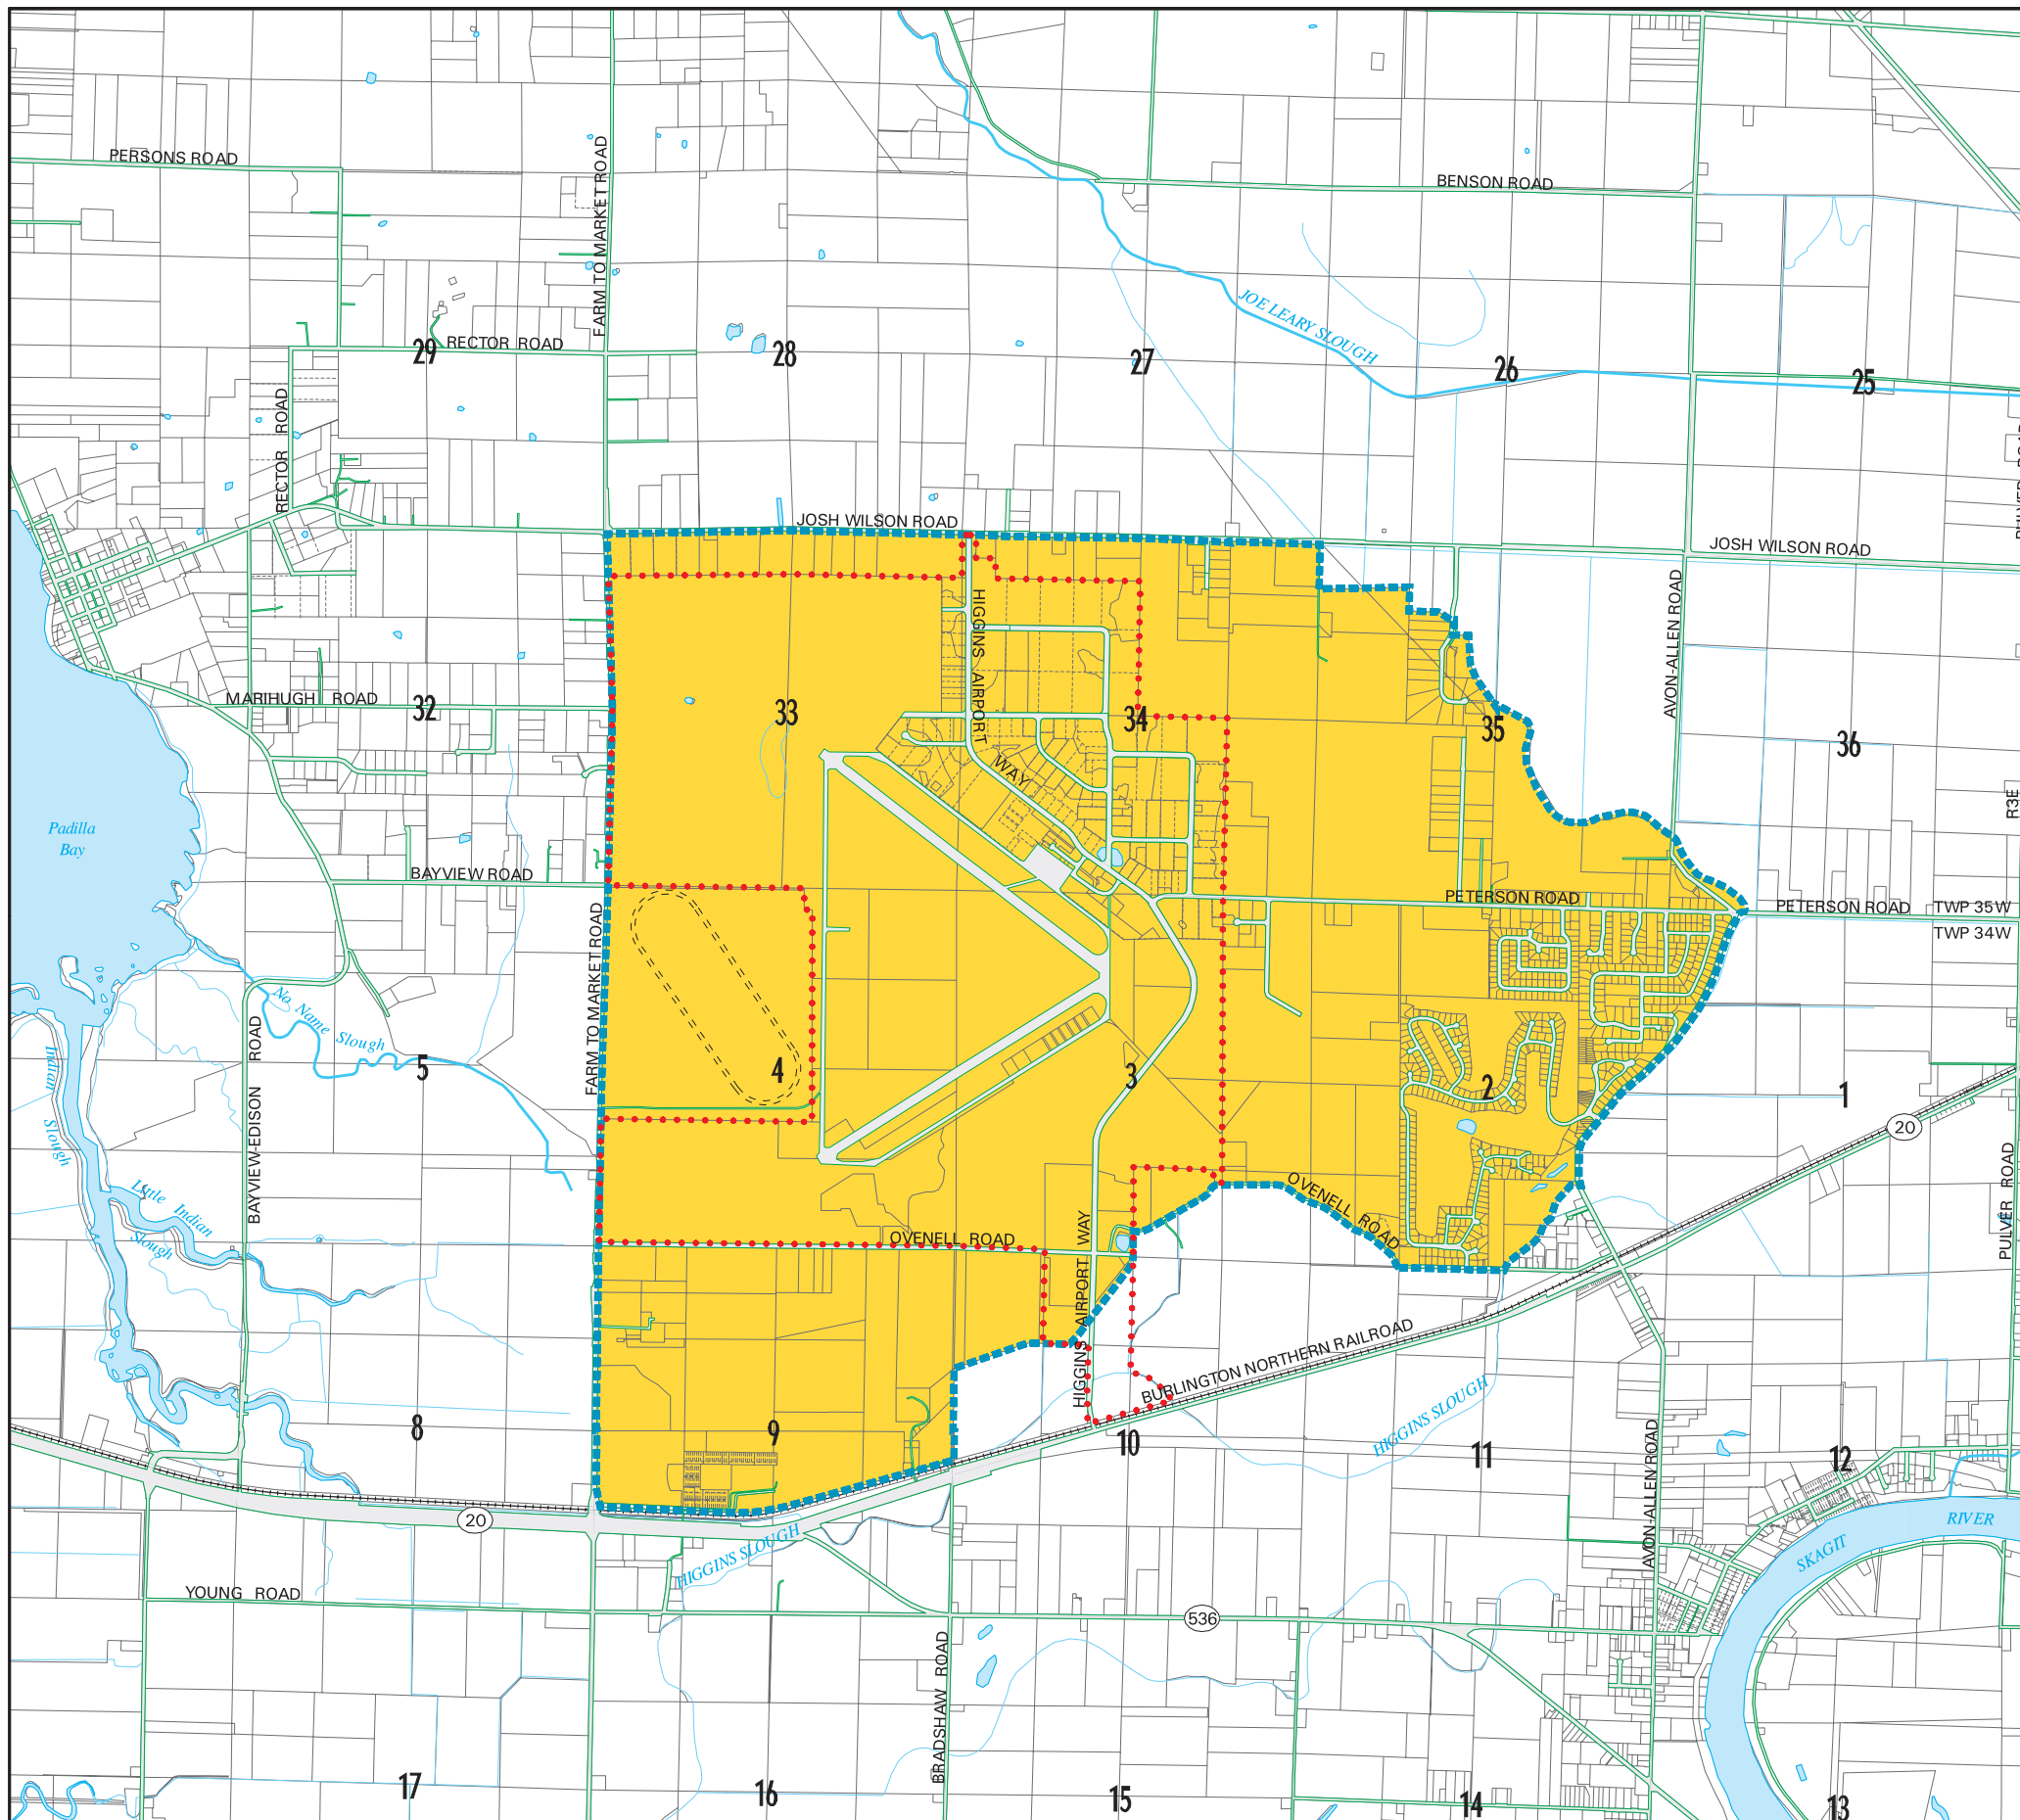 PERSONS ROAD
FARM TO MARKET ROAD
BENSON ROAD
JOE LEARY SLOUGH
29
RECTOR ROAD
28
27
26
25
RECTOR ROAD
JOSH WILSON ROAD
JOSH WILSON ROAD
HIGGINS AIRPORT WAY
AVON-ALLEN ROAD
MARIHUGH ROAD
32
33
34
35
36
R3E
Padilla
Bay
BAYVIEW ROAD
PETERSON ROAD
PETERSON ROAD
TWP 35W
TWP 34W
FARM TO MARKET ROAD
No Name Slough
Indian Slough
BAYVIEW-EDISON ROAD
5
4
3
2
1
20
PULVER ROAD
Little Indian
Slough
OVENELL ROAD
OVENELL ROAD
HIGGINS AIRPORT WAY
BURLINGTON NORTHERN RAILROAD
HIGGINS SLOUGH
8
9
10
11
12
AVON-ALLEN ROAD
20
HIGGINS SLOUGH
SKAGIT RIVER
YOUNG ROAD
536
BRADSHAW ROAD
17
16
15
14
13